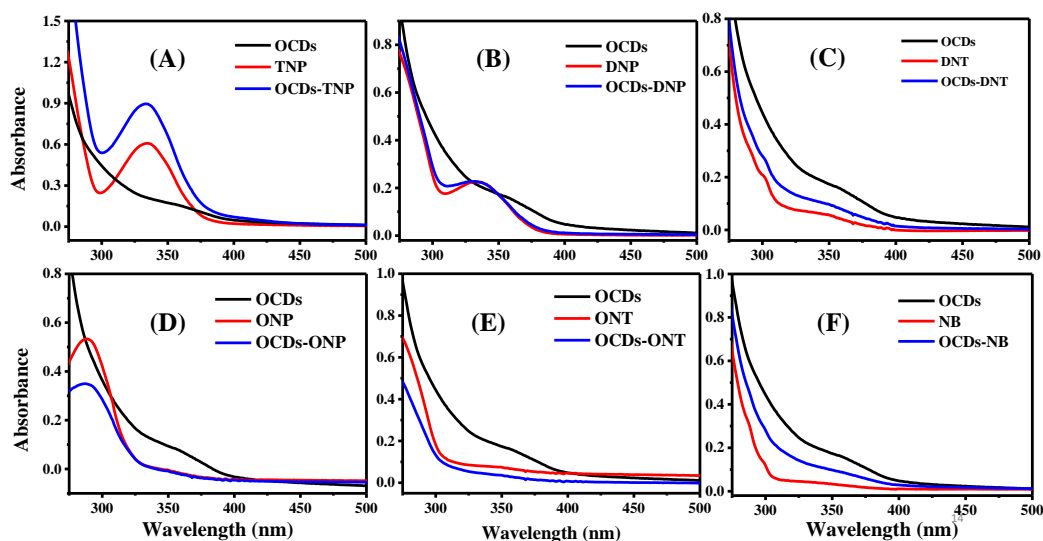 (A)
OCDs
TNP
OCDs-TNP
1.5
1.2
0.9
0.6
0.3
0.0
300 350 400 450 500
Absorbance
(B)
OCDs
DNP
OCDs-DNP
0.8
0.6
0.4
0.2
0.0
300 350 400 450 500
(C)
OCDs
DNT
OCDs-DNT
0.8
0.6
0.4
0.2
0.0
300 350 400 450 500
(D)
OCDs
ONP
OCDs-ONP
0.8
0.6
0.4
0.2
0.0
300 350 400 450 500
Absorbance
Wavelength (nm)
(E)
OCDs
ONT
OCDs-ONT
1.0
0.8
0.6
0.4
0.2
0.0
300 350 400 450 500
Wavelength (nm)
(F)
OCDs
NB
OCDs-NB
1.0
0.8
0.6
0.4
0.2
0.0
300 350 400 450 500
Wavelength (nm)
14